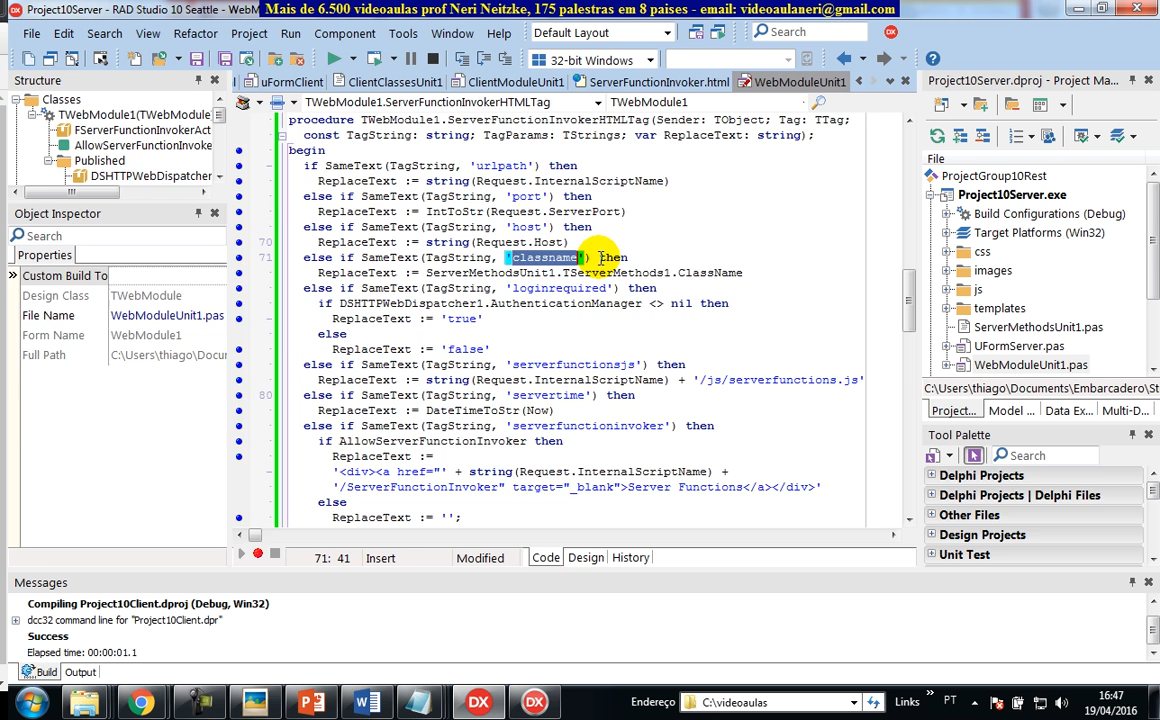 Project10Server - RAD Studio 10 Seattle - WebM
Mais de 6.500 videoaulas prof Neri Neitzke, 175 palestras em 8 paises - email: videoaulaneri@gmail.com
File Edit Search View Refactor Project Run Component Tools Window Help
Default Layout
Search
32-bit Windows
Structure
uFormClient ClientClassesUnit1 ClientModuleUnit1 ServerFunctionInvoker.html WebModuleUnit1
Project10Server.dproj - Project Ma...
Classes
TWebModule1(TWebModule
FServerFunctionInvokerAct
AllowServerFunctionInvoke
Published
DSHTTPWebDispatcher
Object Inspector
Search
Properties
Custom Build To
Design Class TWebModule
File Name WebModuleUnit1.pas
Form Name WebModule1
Full Path C:\Users\thiago\Docur
TWebModule1.ServerFunctionInvokerHTMLTag TWebModule1
procedure TWebModule1.ServerFunctionInvokerHTMLTag(Sender: TObject; Tag: TTag;
const TagString: string; TagParams: TStrings; var ReplaceText: string);
begin
if SameText(TagString, 'urlpath') then
ReplaceText := string(Request.InternalScriptName)
else if SameText(TagString, 'port') then
ReplaceText := IntToStr(Request.ServerPort)
else if SameText(TagString, 'host') then
70 ReplaceText := string(Request.Host)
71 else if SameText(TagString, 'classname') then
ReplaceText := ServerMethodsUnit1.TServerMethods1.ClassName
else if SameText(TagString, 'loginrequired') then
if DSHTTPWebDispatcher1.AuthenticationManager <> nil then
ReplaceText := 'true'
else
ReplaceText := 'false'
else if SameText(TagString, 'serverfunctionsjs') then
ReplaceText := string(Request.InternalScriptName) + '/js/serverfunctions.js'
80 else if SameText(TagString, 'servertime') then
ReplaceText := DateTimeToStr(Now)
else if SameText(TagString, 'serverfunctioninvoker') then
if AllowServerFunctionInvoker then
ReplaceText :=
'<div><a href="' + string(Request.InternalScriptName) +
'/ServerFunctionInvoker" target="_blank">Server Functions</a></div>'
else
ReplaceText := '';
71: 41 Insert Modified Code Design History
File
ProjectGroup10Rest
Project10Server.exe
Build Configurations (Debug)
Target Platforms (Win32)
css
images
js
templates
ServerMethodsUnit1.pas
UFormServer.pas
WebModuleUnit1.pas
C:\Users\thiago\Documents\Embarcadero\St
Project... Model ... Data Ex... Multi-D...
Tool Palette
Search
Delphi Projects
Delphi Projects | Delphi Files
Other Files
Design Projects
Unit Test
Messages
Compiling Project10Client.dproj (Debug, Win32)
dcc32 command line for "Project10Client.dpr"
Success
Elapsed time: 00:00:01.1
Build Output
Endereço C:\videoaulas Links » PT
16:47
19/04/2016